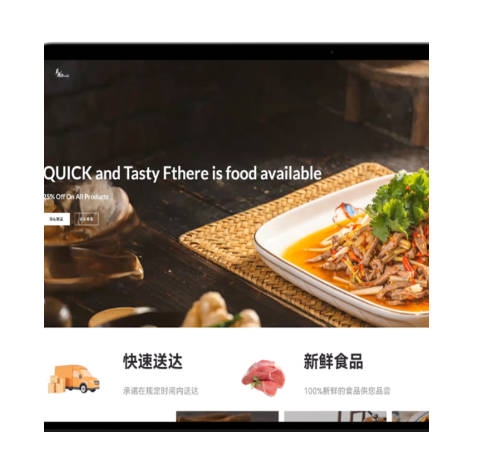 QUICK and Tasty Fthere is food available
25% Off On All Products
快速送达
新鲜食品
承诺在规定时间内送达
100%新鲜的食品供您品尝